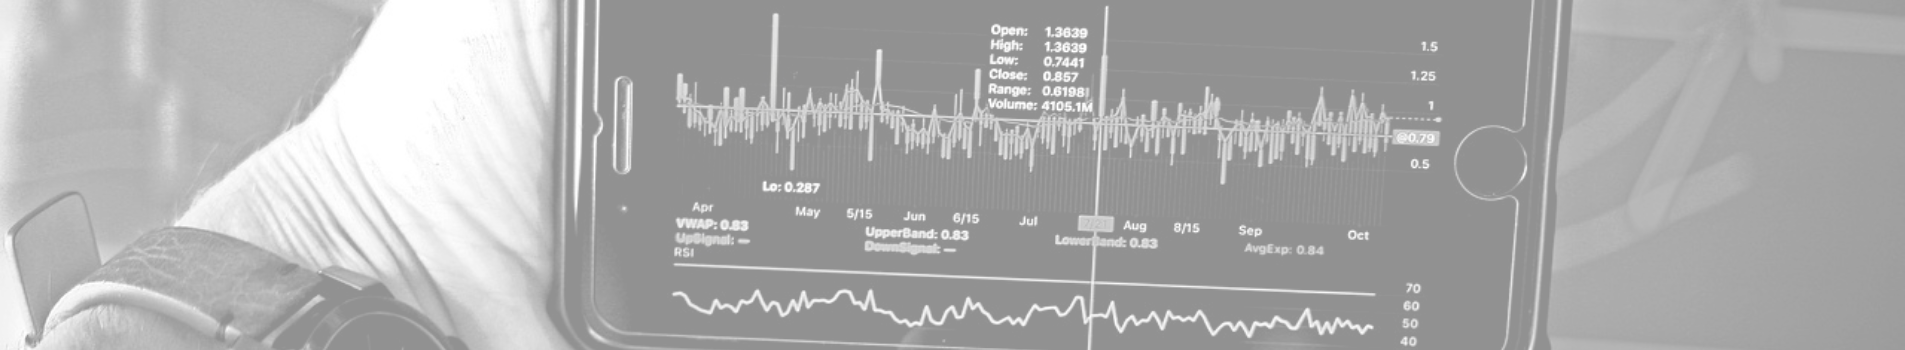 Open: 1.3639
High: 1.3639
Low: 0.7441
Close: 0.857
Range: 0.6198
Volume: 4105.1M
1.5
1.25
1
@0.79
0.5
Lo: 0.287
Apr May 5/15 Jun 6/15 Jul Aug 8/15 Sep Oct
VWAP: 0.83 UpperBand: 0.83 LowerBand: 0.83 AvgExp: 0.84
UpSignal: — DownSignal: —
RSI
70
60
50
40